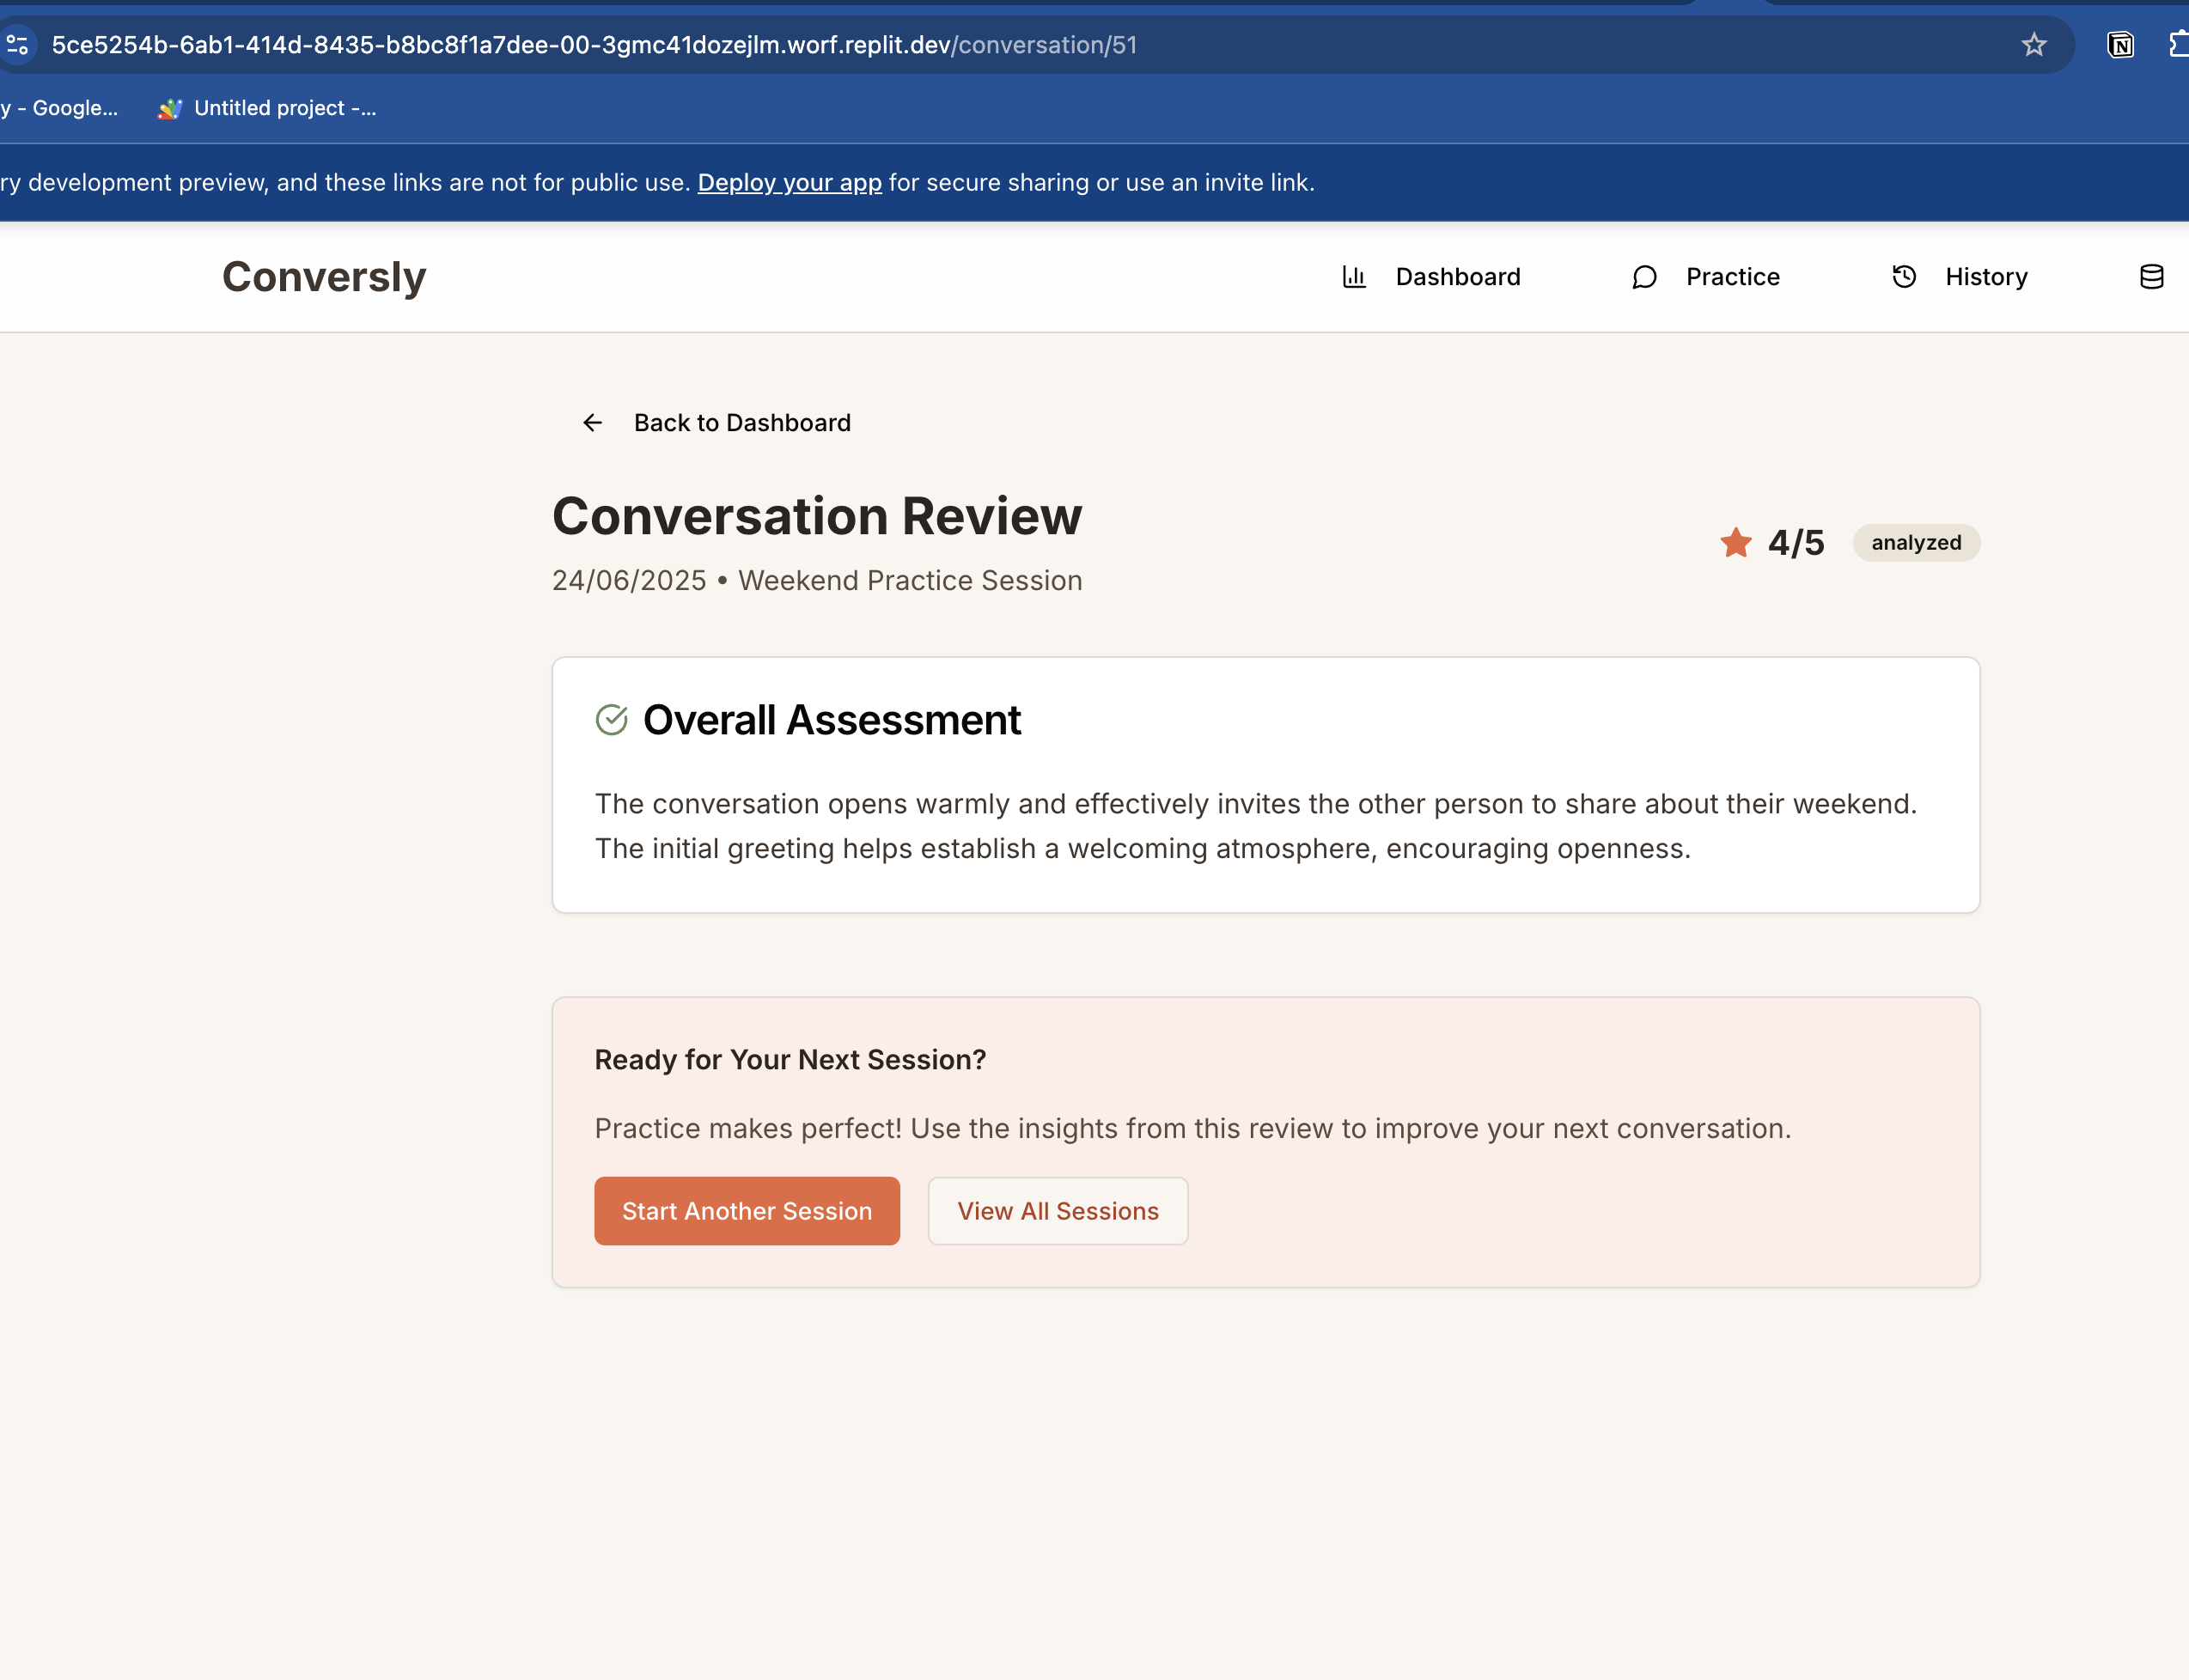 5ce5254b-6ab1-414d-8435-b8bc8f1a7dee-00-3gmc41dozejlm.worf.replit.dev/conversation/51
y - Google... Untitled project -...
ry development preview, and these links are not for public use. Deploy your app for secure sharing or use an invite link.
Conversly Dashboard Practice History
Back to Dashboard
Conversation Review
4/5 analyzed
24/06/2025 • Weekend Practice Session
Overall Assessment
The conversation opens warmly and effectively invites the other person to share about their weekend.
The initial greeting helps establish a welcoming atmosphere, encouraging openness.
Ready for Your Next Session?
Practice makes perfect! Use the insights from this review to improve your next conversation.
Start Another Session View All Sessions